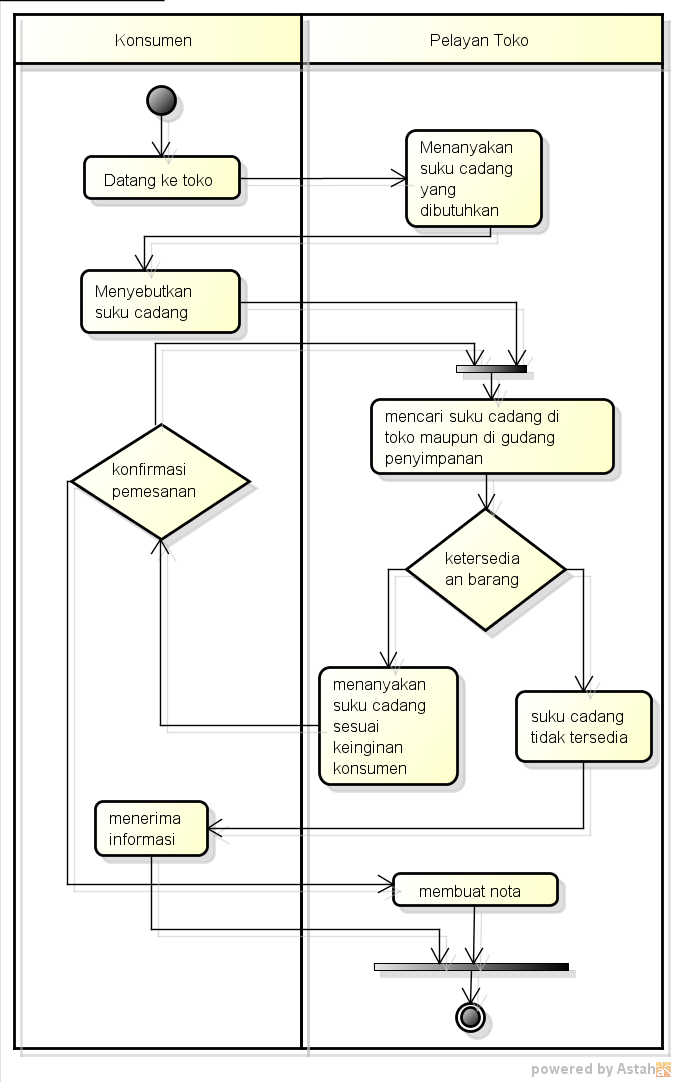 Konsumen
Pelayan Toko
Datang ke toko
Menanyakan
suku cadang
yang
dibutuhkan
Menyebutkan
suku cadang
mencari suku cadang di
toko maupun di gudang
penyimpanan
konfirmasi
pemesanan
ketersedia
an barang
menanyakan
suku cadang
sesuai
keinginan
konsumen
suku cadang
tidak tersedia
menerima
informasi
membuat nota
powered by Astah